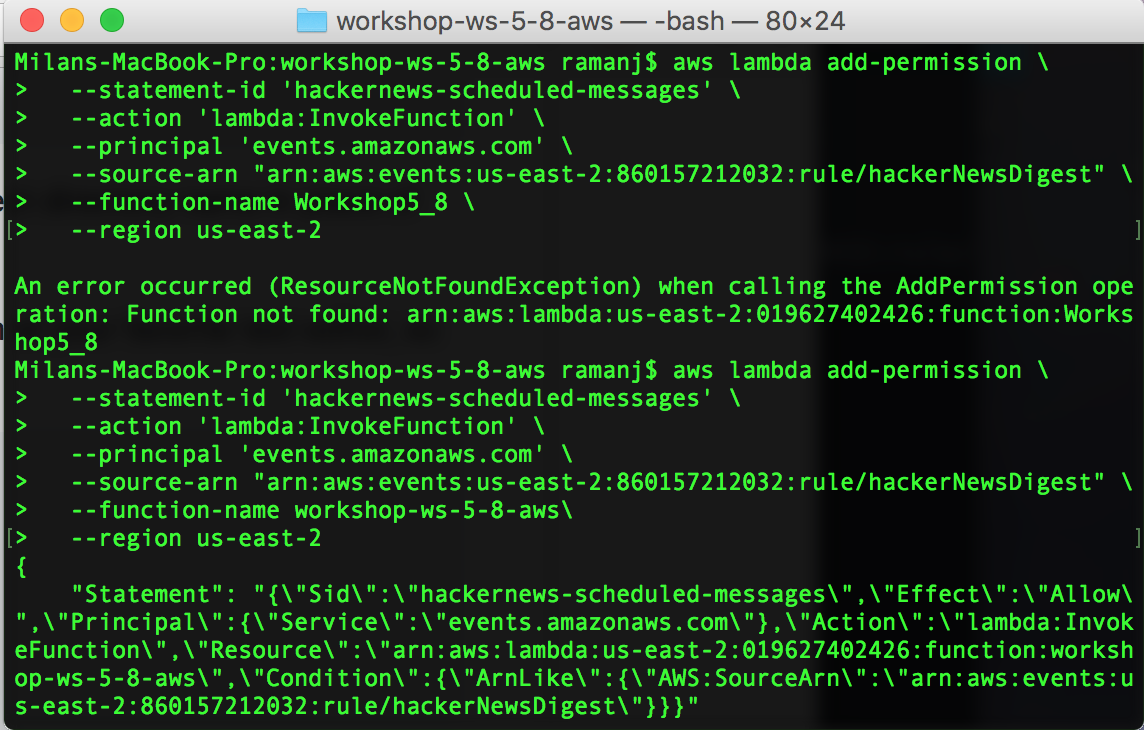 workshop-ws-5-8-aws — -bash — 80×24
Milans-MacBook-Pro:workshop-ws-5-8-aws ramanj$ aws lambda add-permission \
>   --statement-id 'hackernews-scheduled-messages' \
>   --action 'lambda:InvokeFunction' \
>   --principal 'events.amazonaws.com' \
>   --source-arn "arn:aws:events:us-east-2:860157212032:rule/hackerNewsDigest" \
>   --function-name Workshop5_8 \
[>   --region us-east-2 ]
An error occurred (ResourceNotFoundException) when calling the AddPermission ope
ration: Function not found: arn:aws:lambda:us-east-2:019627402426:function:Works
hop5_8
Milans-MacBook-Pro:workshop-ws-5-8-aws ramanj$ aws lambda add-permission \
>   --statement-id 'hackernews-scheduled-messages' \
>   --action 'lambda:InvokeFunction' \
>   --principal 'events.amazonaws.com' \
>   --source-arn "arn:aws:events:us-east-2:860157212032:rule/hackerNewsDigest" \
>   --function-name workshop-ws-5-8-aws\
[>   --region us-east-2 ]
{
    "Statement": "{\"Sid\":\"hackernews-scheduled-messages\",\"Effect\":\"Allow\
",\"Principal\":{\"Service\":\"events.amazonaws.com\"},\"Action\":\"lambda:Invok
eFunction\",\"Resource\":\"arn:aws:lambda:us-east-2:019627402426:function:worksh
op-ws-5-8-aws\",\"Condition\":{\"ArnLike\":{\"AWS:SourceArn\":\"arn:aws:events:u
s-east-2:860157212032:rule/hackerNewsDigest\"}}}"